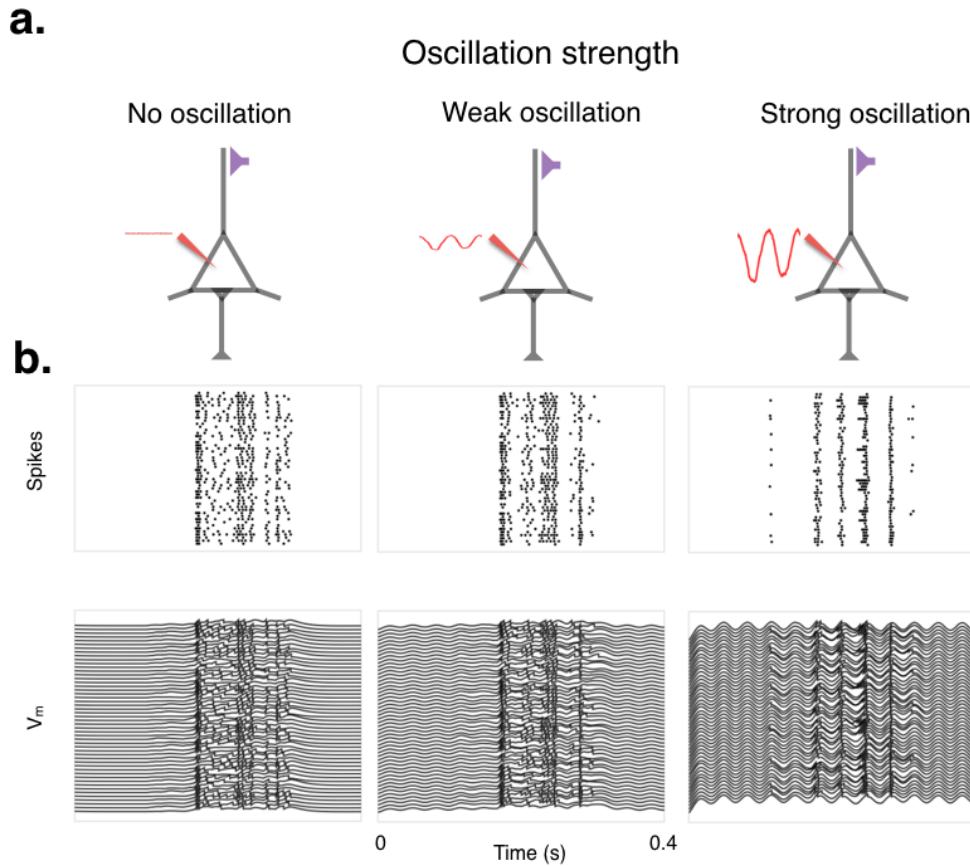 a.
Oscillation strength
No oscillation
Weak oscillation
Strong oscillation
b.
Spikes
Vm
0
0.4
Time (s)